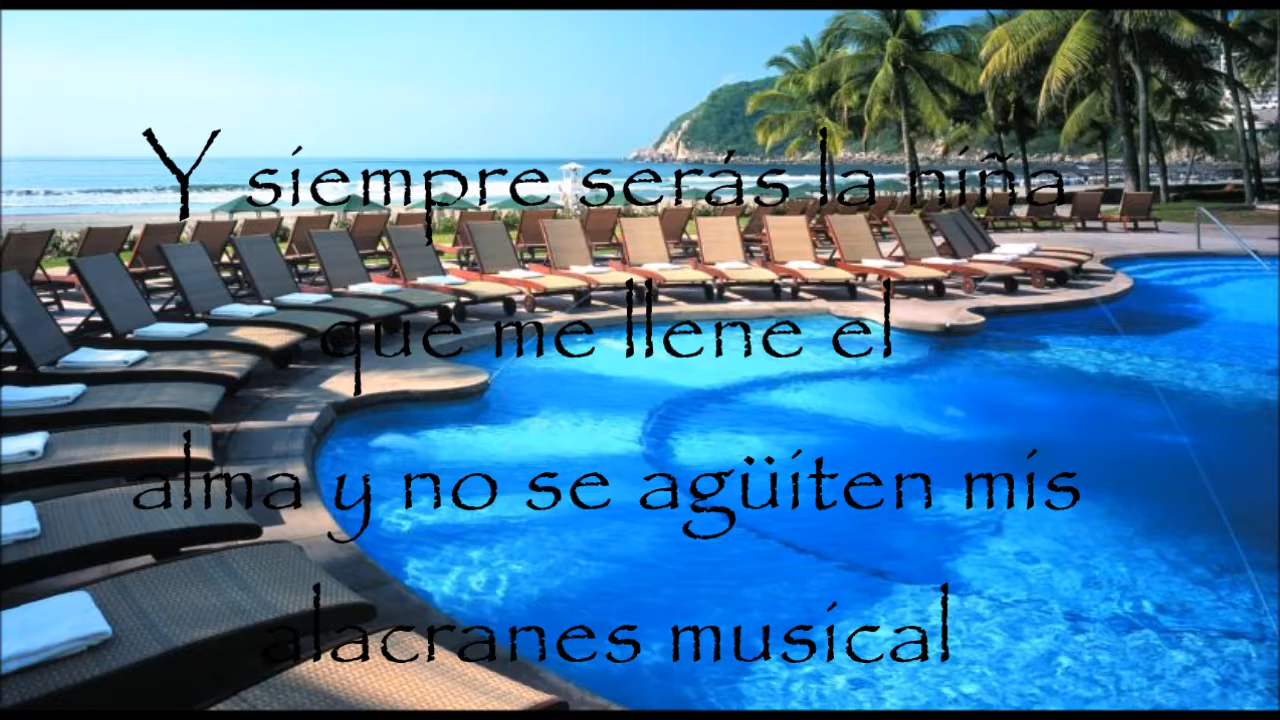 Y siempre serás la niña
que me llene el
alma y no se agüiten mis
alacranes musical